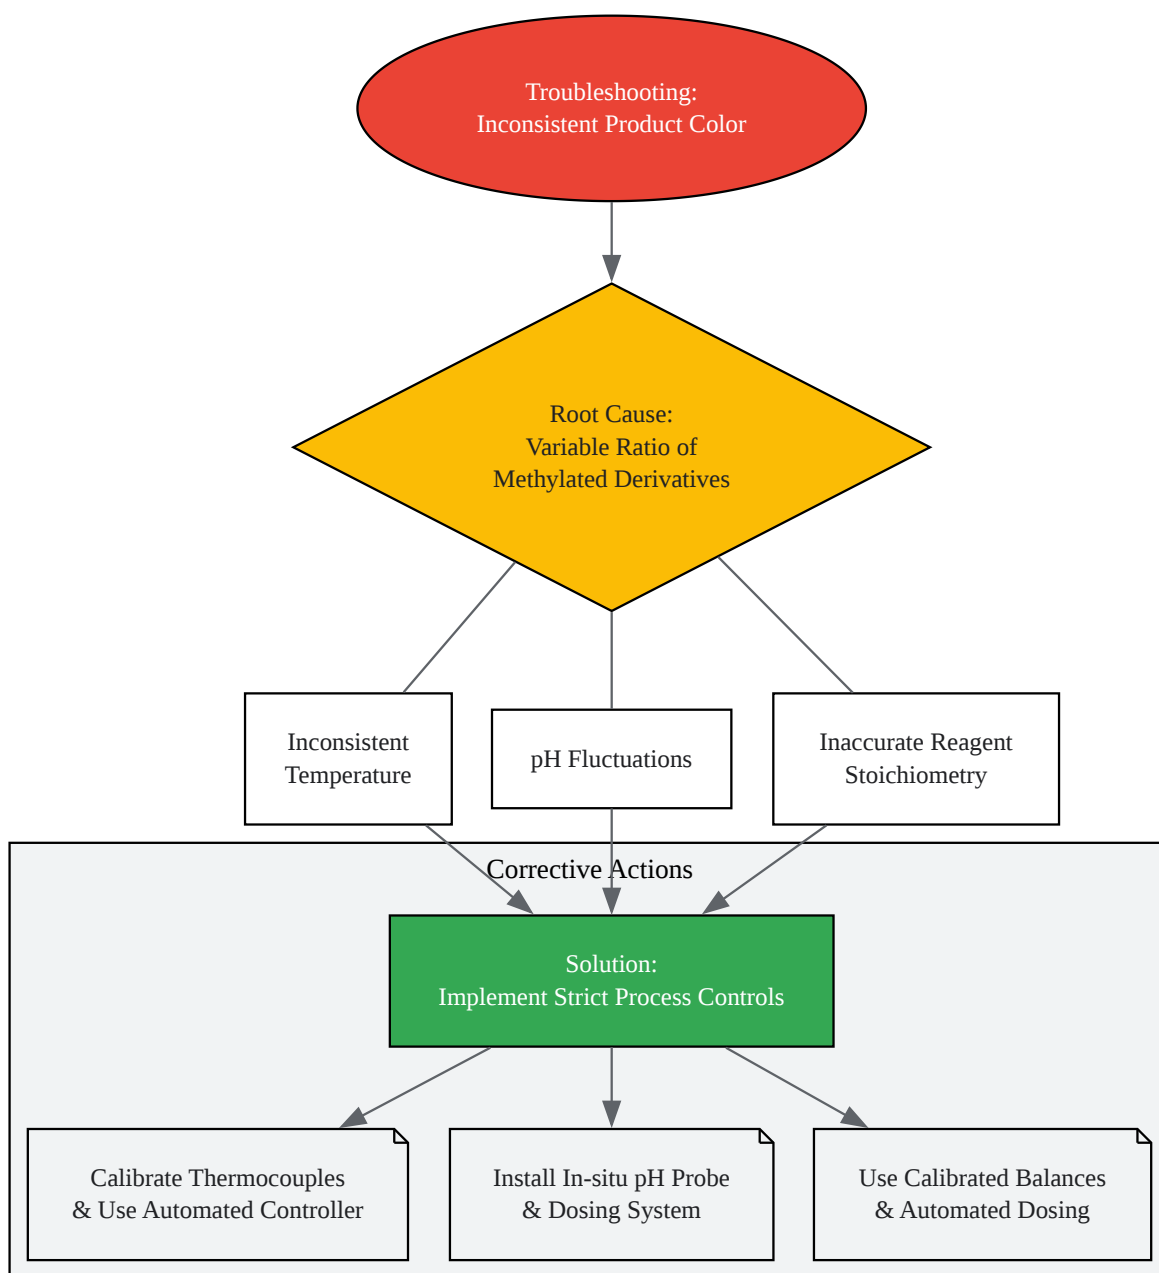 Troubleshooting:
Inconsistent Product Color
Root Cause:
Variable Ratio of
Methylated Derivatives
Inconsistent
Temperature
pH Fluctuations
Inaccurate Reagent
Stoichiometry
Corrective Actions
Solution:
Implement Strict Process Controls
Calibrate Thermocouples
& Use Automated Controller
Install In-situ pH Probe
& Dosing System
Use Calibrated Balances
& Automated Dosing